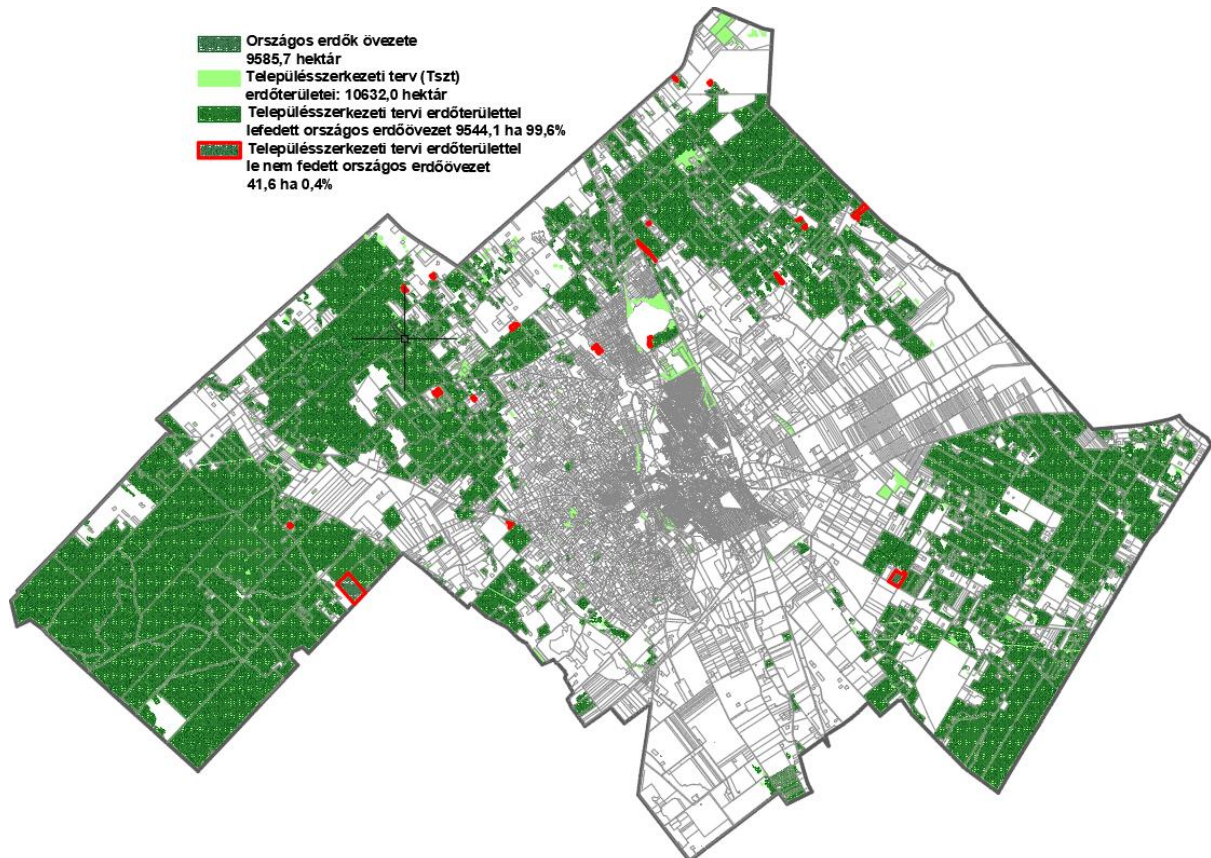 Országos erdők övezete
9585,7 hektár
Településszerkezeti terv (Tszt)
erdőterületei: 10632,0 hektár
Településszerkezeti tervi erdőterülettel
lefedett országos erdőövezet 9544,1 ha 99,6%
Településszerkezeti tervi erdőterülettel
le nem fedett országos erdőövezet
41,6 ha 0,4%